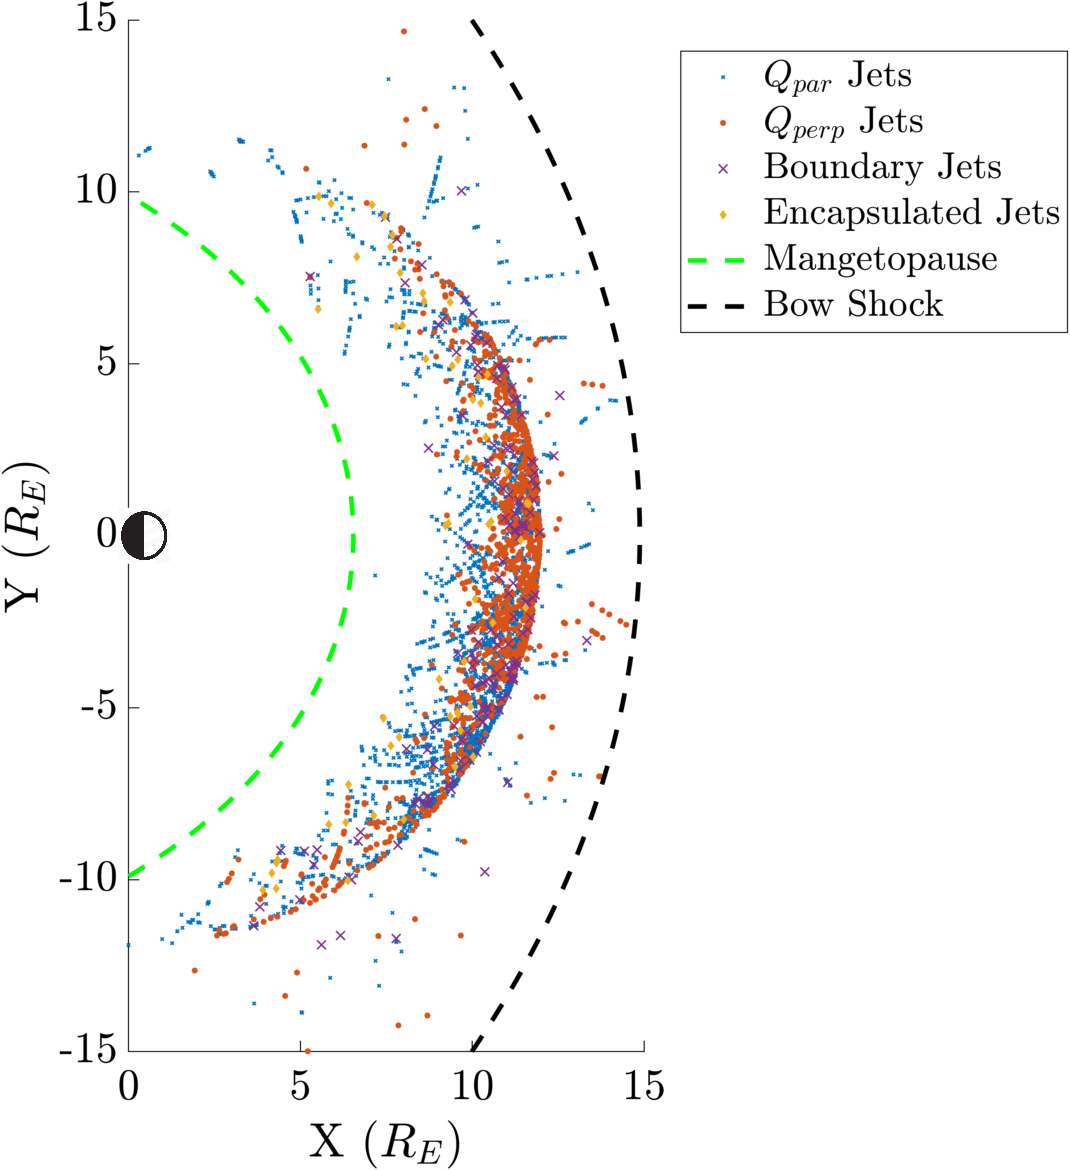 15
10
5
0
-5
-10
-15
Y (R_E)
0 5 10 15
X (R_E)
Q_par Jets
Q_perp Jets
Boundary Jets
Encapsulated Jets
Mangetopause
Bow Shock